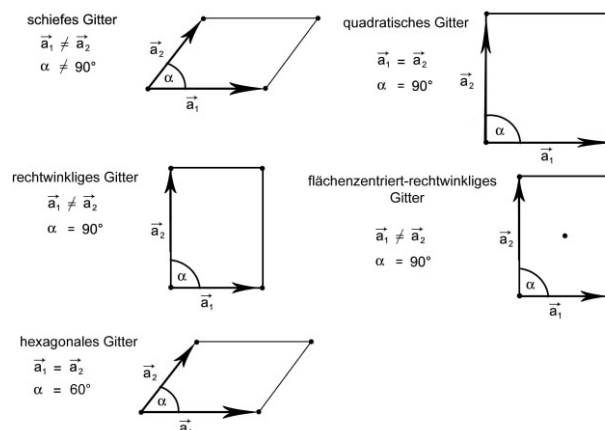 schiefes Gitter
a₁ ≠ a₂
α ≠ 90°
a₂
α
a₁
quadratisches Gitter
a₁ = a₂
α = 90°
a₂
α
a₁
rechtwinkliges Gitter
a₁ ≠ a₂
α = 90°
a₂
α
a₁
flächenzentriert-rechtwinkliges
Gitter
a₁ ≠ a₂
α = 90°
a₂
α
a₁
hexagonales Gitter
a₁ = a₂
α = 60°
a₂
α
a₁